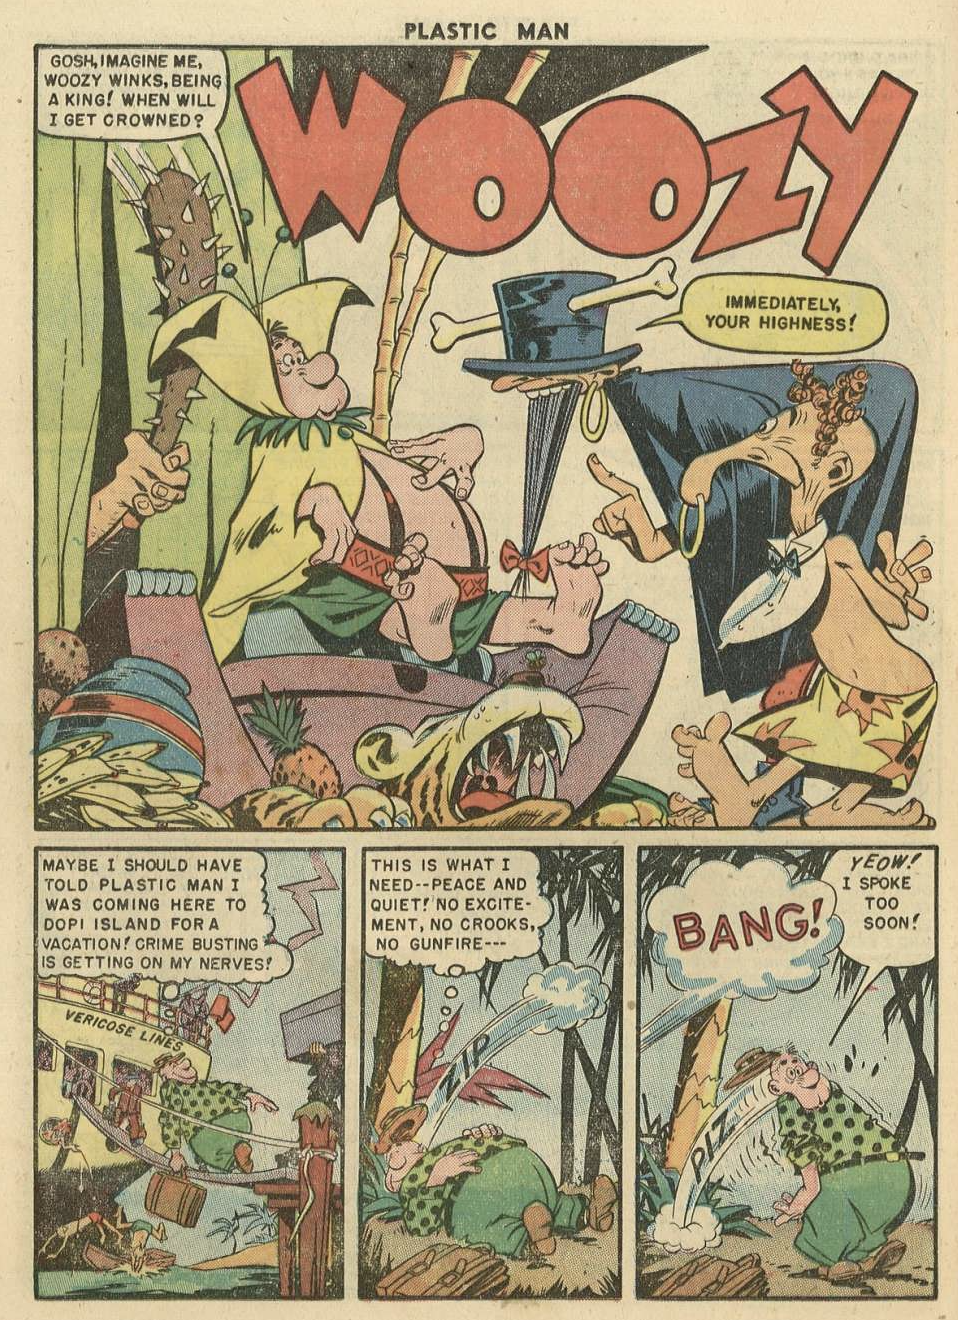 PLASTIC MAN
GOSH, IMAGINE ME,
WOOZY WINKS, BEING
A KING! WHEN WILL
I GET CROWNED?
WOOZY
IMMEDIATELY,
YOUR HIGHNESS!
MAYBE I SHOULD HAVE
TOLD PLASTIC MAN I
WAS COMING HERE TO
DOPI ISLAND FOR A
VACATION! CRIME BUSTING
IS GETTING ON MY NERVES!
VERICOSE LINES
THIS IS WHAT I
NEED--PEACE AND
QUIET! NO EXCITE-
MENT, NO CROOKS,
NO GUNFIRE---
ZIP
BANG!
YEOW!
I SPOKE
TOO
SOON!
PIZ